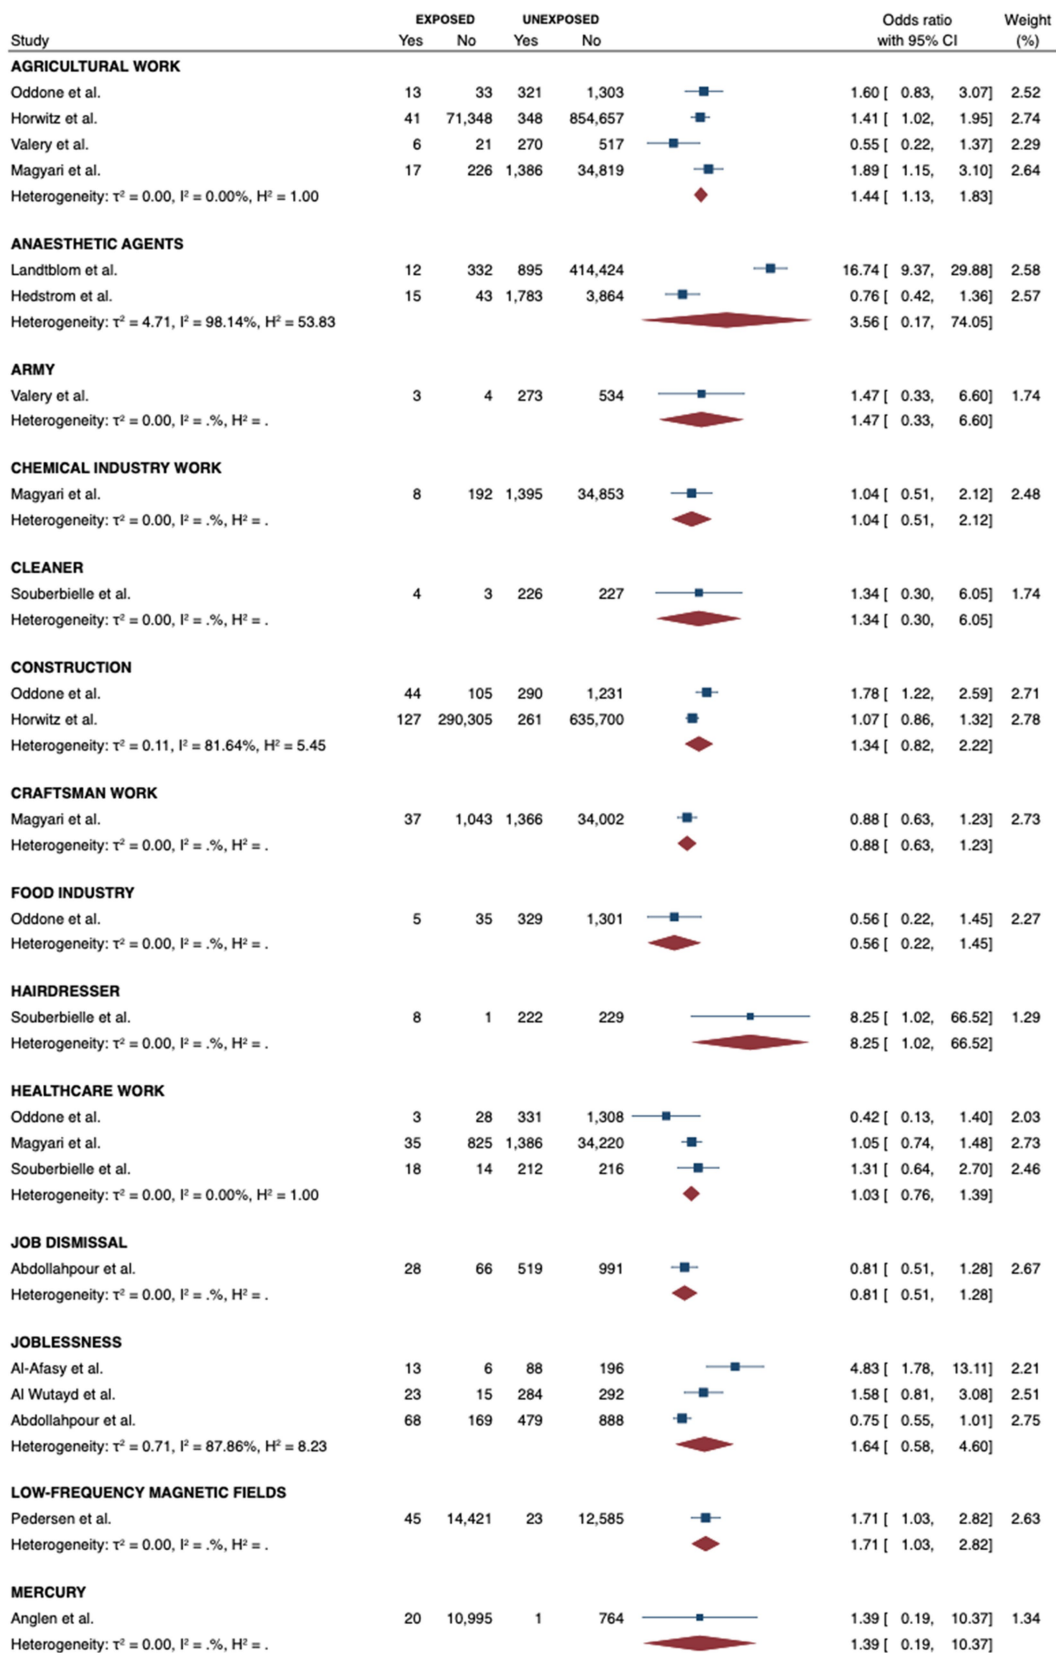 EXPOSED UNEXPOSED Odds ratio Weight
Study Yes No Yes No with 95% CI (%)
AGRICULTURAL WORK
Oddone et al. 13 33 321 1,303 1.60 [ 0.83, 3.07] 2.52
Horwitz et al. 41 71,348 348 854,657 1.41 [ 1.02, 1.95] 2.74
Valery et al. 6 21 270 517 0.55 [ 0.22, 1.37] 2.29
Magyari et al. 17 226 1,386 34,819 1.89 [ 1.15, 3.10] 2.64
Heterogeneity: τ² = 0.00, I² = 0.00%, H² = 1.00 1.44 [ 1.13, 1.83]
ANAESTHETIC AGENTS
Landtblom et al. 12 332 895 414,424 16.74 [ 9.37, 29.88] 2.58
Hedstrom et al. 15 43 1,783 3,864 0.76 [ 0.42, 1.36] 2.57
Heterogeneity: τ² = 4.71, I² = 98.14%, H² = 53.83 3.56 [ 0.17, 74.05]
ARMY
Valery et al. 3 4 273 534 1.47 [ 0.33, 6.60] 1.74
Heterogeneity: τ² = 0.00, I² = .%, H² = . 1.47 [ 0.33, 6.60]
CHEMICAL INDUSTRY WORK
Magyari et al. 8 192 1,395 34,853 1.04 [ 0.51, 2.12] 2.48
Heterogeneity: τ² = 0.00, I² = .%, H² = . 1.04 [ 0.51, 2.12]
CLEANER
Souberbielle et al. 4 3 226 227 1.34 [ 0.30, 6.05] 1.74
Heterogeneity: τ² = 0.00, I² = .%, H² = . 1.34 [ 0.30, 6.05]
CONSTRUCTION
Oddone et al. 44 105 290 1,231 1.78 [ 1.22, 2.59] 2.71
Horwitz et al. 127 290,305 261 635,700 1.07 [ 0.86, 1.32] 2.78
Heterogeneity: τ² = 0.11, I² = 81.64%, H² = 5.45 1.34 [ 0.82, 2.22]
CRAFTSMAN WORK
Magyari et al. 37 1,043 1,366 34,002 0.88 [ 0.63, 1.23] 2.73
Heterogeneity: τ² = 0.00, I² = .%, H² = . 0.88 [ 0.63, 1.23]
FOOD INDUSTRY
Oddone et al. 5 35 329 1,301 0.56 [ 0.22, 1.45] 2.27
Heterogeneity: τ² = 0.00, I² = .%, H² = . 0.56 [ 0.22, 1.45]
HAIRDRESSER
Souberbielle et al. 8 1 222 229 8.25 [ 1.02, 66.52] 1.29
Heterogeneity: τ² = 0.00, I² = .%, H² = . 8.25 [ 1.02, 66.52]
HEALTHCARE WORK
Oddone et al. 3 28 331 1,308 0.42 [ 0.13, 1.40] 2.03
Magyari et al. 35 825 1,386 34,220 1.05 [ 0.74, 1.48] 2.73
Souberbielle et al. 18 14 212 216 1.31 [ 0.64, 2.70] 2.46
Heterogeneity: τ² = 0.00, I² = 0.00%, H² = 1.00 1.03 [ 0.76, 1.39]
JOB DISMISSAL
Abdollahpour et al. 28 66 519 991 0.81 [ 0.51, 1.28] 2.67
Heterogeneity: τ² = 0.00, I² = .%, H² = . 0.81 [ 0.51, 1.28]
JOBLESSNESS
Al-Afasy et al. 13 6 88 196 4.83 [ 1.78, 13.11] 2.21
Al Wutayd et al. 23 15 284 292 1.58 [ 0.81, 3.08] 2.51
Abdollahpour et al. 68 169 479 888 0.75 [ 0.55, 1.01] 2.75
Heterogeneity: τ² = 0.71, I² = 87.86%, H² = 8.23 1.64 [ 0.58, 4.60]
LOW-FREQUENCY MAGNETIC FIELDS
Pedersen et al. 45 14,421 23 12,585 1.71 [ 1.03, 2.82] 2.63
Heterogeneity: τ² = 0.00, I² = .%, H² = . 1.71 [ 1.03, 2.82]
MERCURY
Anglen et al. 20 10,995 1 764 1.39 [ 0.19, 10.37] 1.34
Heterogeneity: τ² = 0.00, I² = .%, H² = . 1.39 [ 0.19, 10.37]